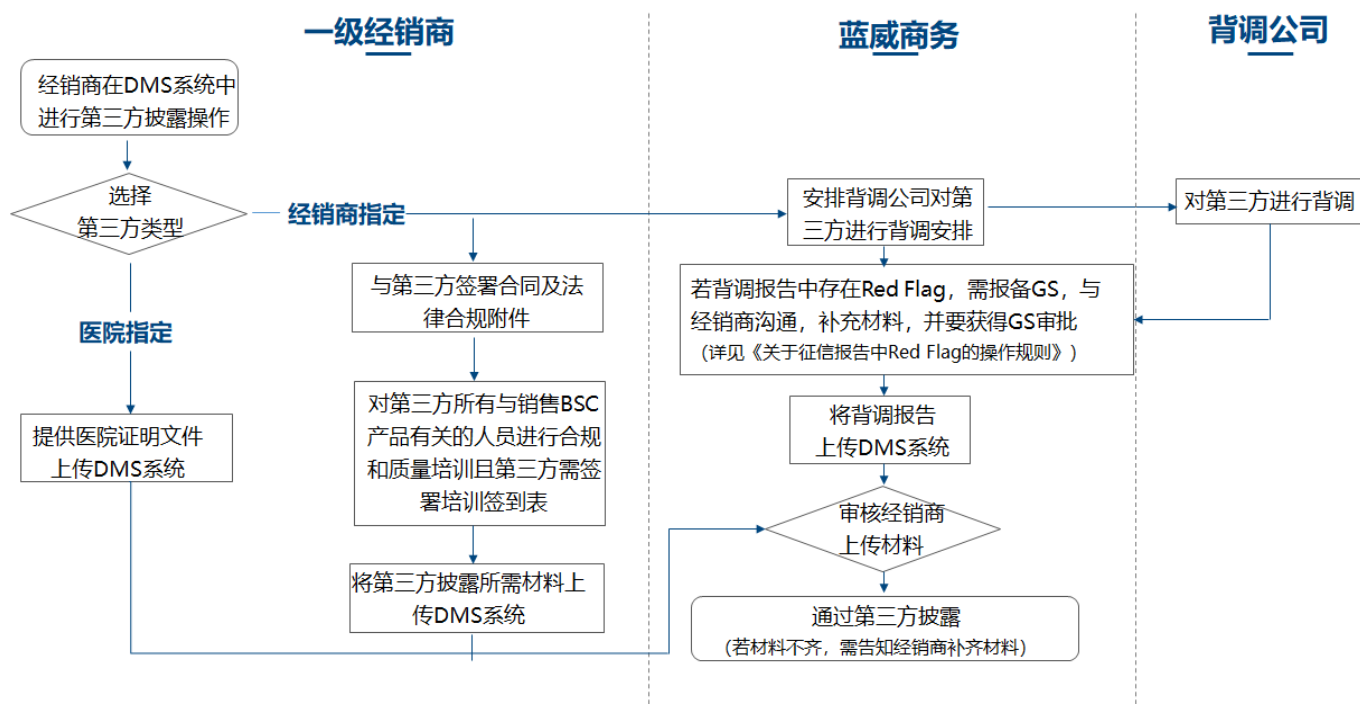 一级经销商
蓝威商务
背调公司
经销商在DMS系统中
进行第三方披露操作
选择
第三方类型
经销商指定
安排背调公司对第
三方进行背调安排
对第三方进行背调
与第三方签署合同及法
律合规附件
若背调报告中存在Red Flag，需报备GS，与
经销商沟通，补充材料，并要获得GS审批
（详见《关于征信报告中Red Flag的操作规则》）
医院指定
对第三方所有与销售BSC
产品有关的人员进行合规
和质量培训且第三方需签
署培训签到表
将背调报告
上传DMS系统
提供医院证明文件
上传DMS系统
审核经销商
上传材料
将第三方披露所需材料上
传DMS系统
通过第三方披露
（若材料不齐，需告知经销商补齐材料）